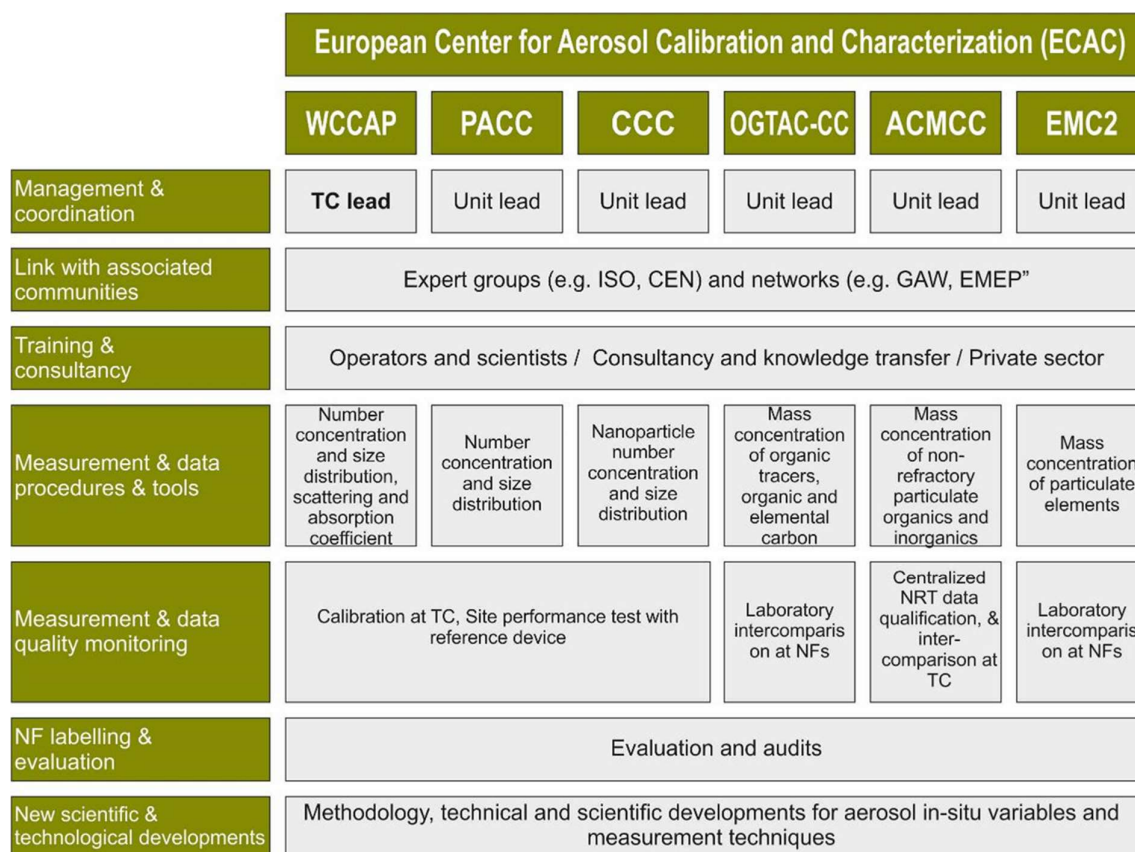 European Center for Aerosol Calibration and Characterization (ECAC)
WCCAP
PACC
CCC
OGTAC-CC
ACMCC
EMC2
Management &
coordination
TC lead
Unit lead
Unit lead
Unit lead
Unit lead
Unit lead
Link with associated
communities
Expert groups (e.g. ISO, CEN) and networks (e.g. GAW, EMEP”
Training &
consultancy
Operators and scientists / Consultancy and knowledge transfer / Private sector
Measurement & data
procedures & tools
Number
concentration
and size
distribution,
scattering and
absorption
coefficient
Number
concentration
and size
distribution
Nanoparticle
number
concentration
and size
distribution
Mass
concentration
of organic
tracers,
organic and
elemental
carbon
Mass
concentration
of non-
refractory
particulate
organics and
inorganics
Mass
concentration
of particulate
elements
Measurement & data
quality monitoring
Calibration at TC, Site performance test with
reference device
Laboratory
intercomparis
on at NFs
Centralized
NRT data
qualification, &
inter-
comparison at
TC
Laboratory
intercomparis
on at NFs
NF labelling &
evaluation
Evaluation and audits
New scientific &
technological developments
Methodology, technical and scientific developments for aerosol in-situ variables and
measurement techniques